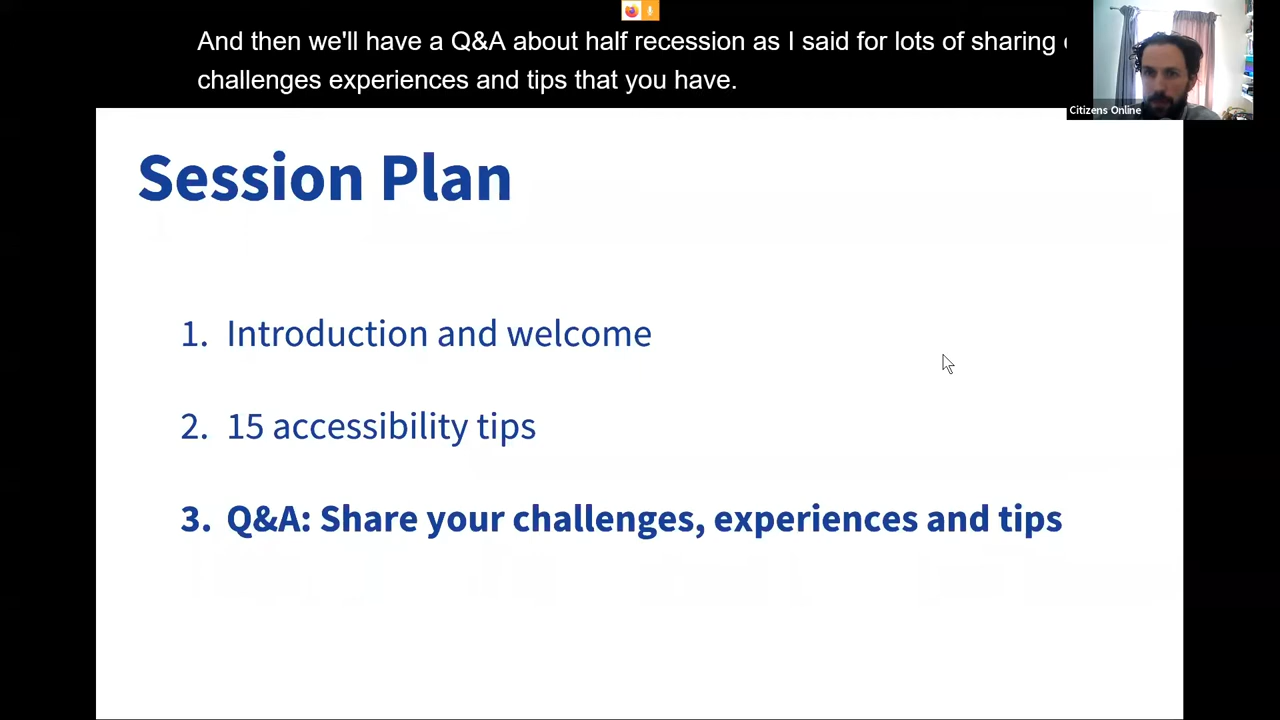 And then we'll have a Q&A about half recession as I said for lots of sharing
challenges experiences and tips that you have.
Citizens Online
Session Plan
1. Introduction and welcome
2. 15 accessibility tips
3. Q&A: Share your challenges, experiences and tips